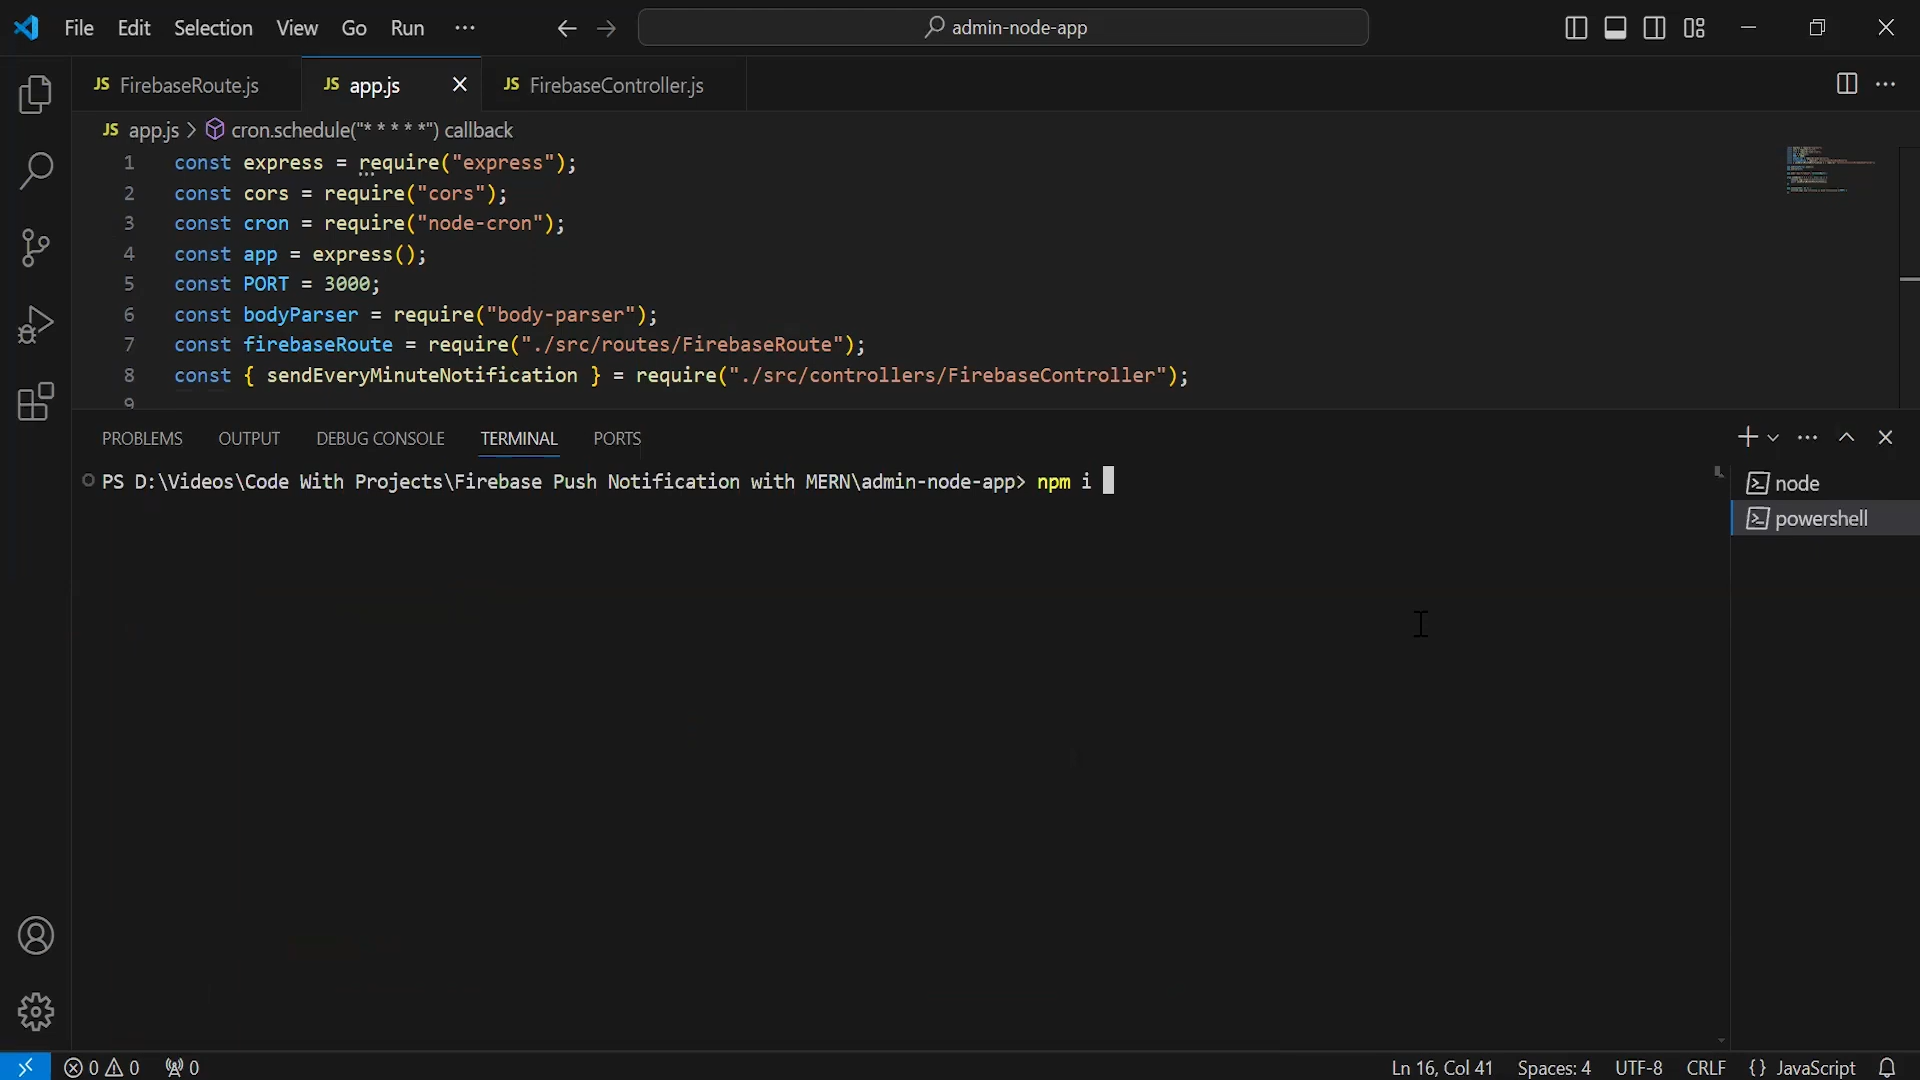 File Edit Selection View Go Run ··· admin-node-app
JS FirebaseRoute.js JS app.js JS FirebaseController.js
JS app.js > cron.schedule("* * * * *") callback
1 const express = require("express");
2 const cors = require("cors");
3 const cron = require("node-cron");
4 const app = express();
5 const PORT = 3000;
6 const bodyParser = require("body-parser");
7 const firebaseRoute = require("./src/routes/FirebaseRoute");
8 const { sendEveryMinuteNotification } = require("./src/controllers/FirebaseController");
9
PROBLEMS OUTPUT DEBUG CONSOLE TERMINAL PORTS
PS D:\Videos\Code With Projects\Firebase Push Notification with MERN\admin-node-app> npm i
node
powershell
0 0 0 Ln 16, Col 41 Spaces: 4 UTF-8 CRLF {} JavaScript